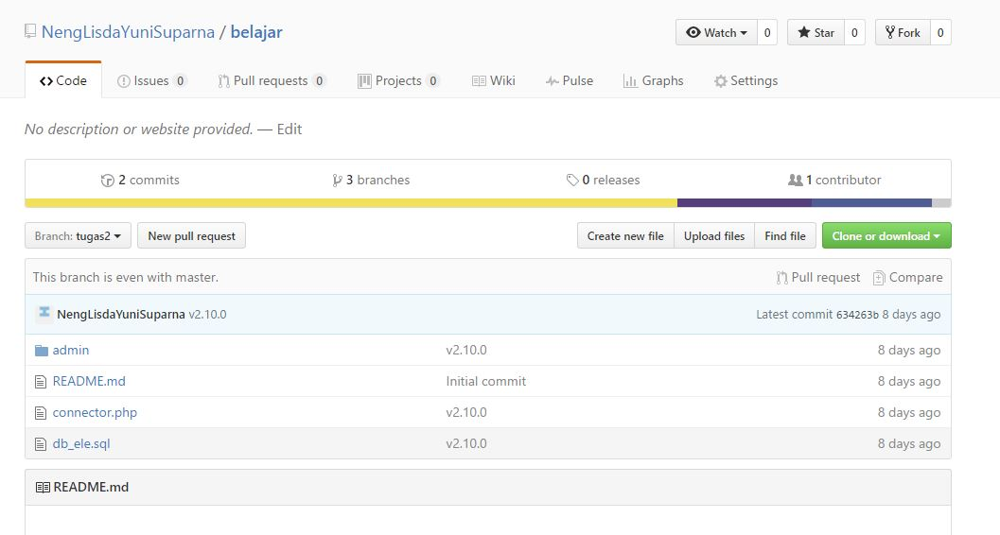 NengLisdaYuniSuparna / belajar
Watch 0 Star 0 Fork 0
Code Issues 0 Pull requests 0 Projects 0 Wiki Pulse Graphs Settings
No description or website provided. — Edit
2 commits 3 branches 0 releases 1 contributor
Branch: tugas2 New pull request Create new file Upload files Find file Clone or download
This branch is even with master. Pull request Compare
NengLisdaYuniSuparna v2.10.0 Latest commit 634263b 8 days ago
admin v2.10.0 8 days ago
README.md Initial commit 8 days ago
connector.php v2.10.0 8 days ago
db_ele.sql v2.10.0 8 days ago
README.md